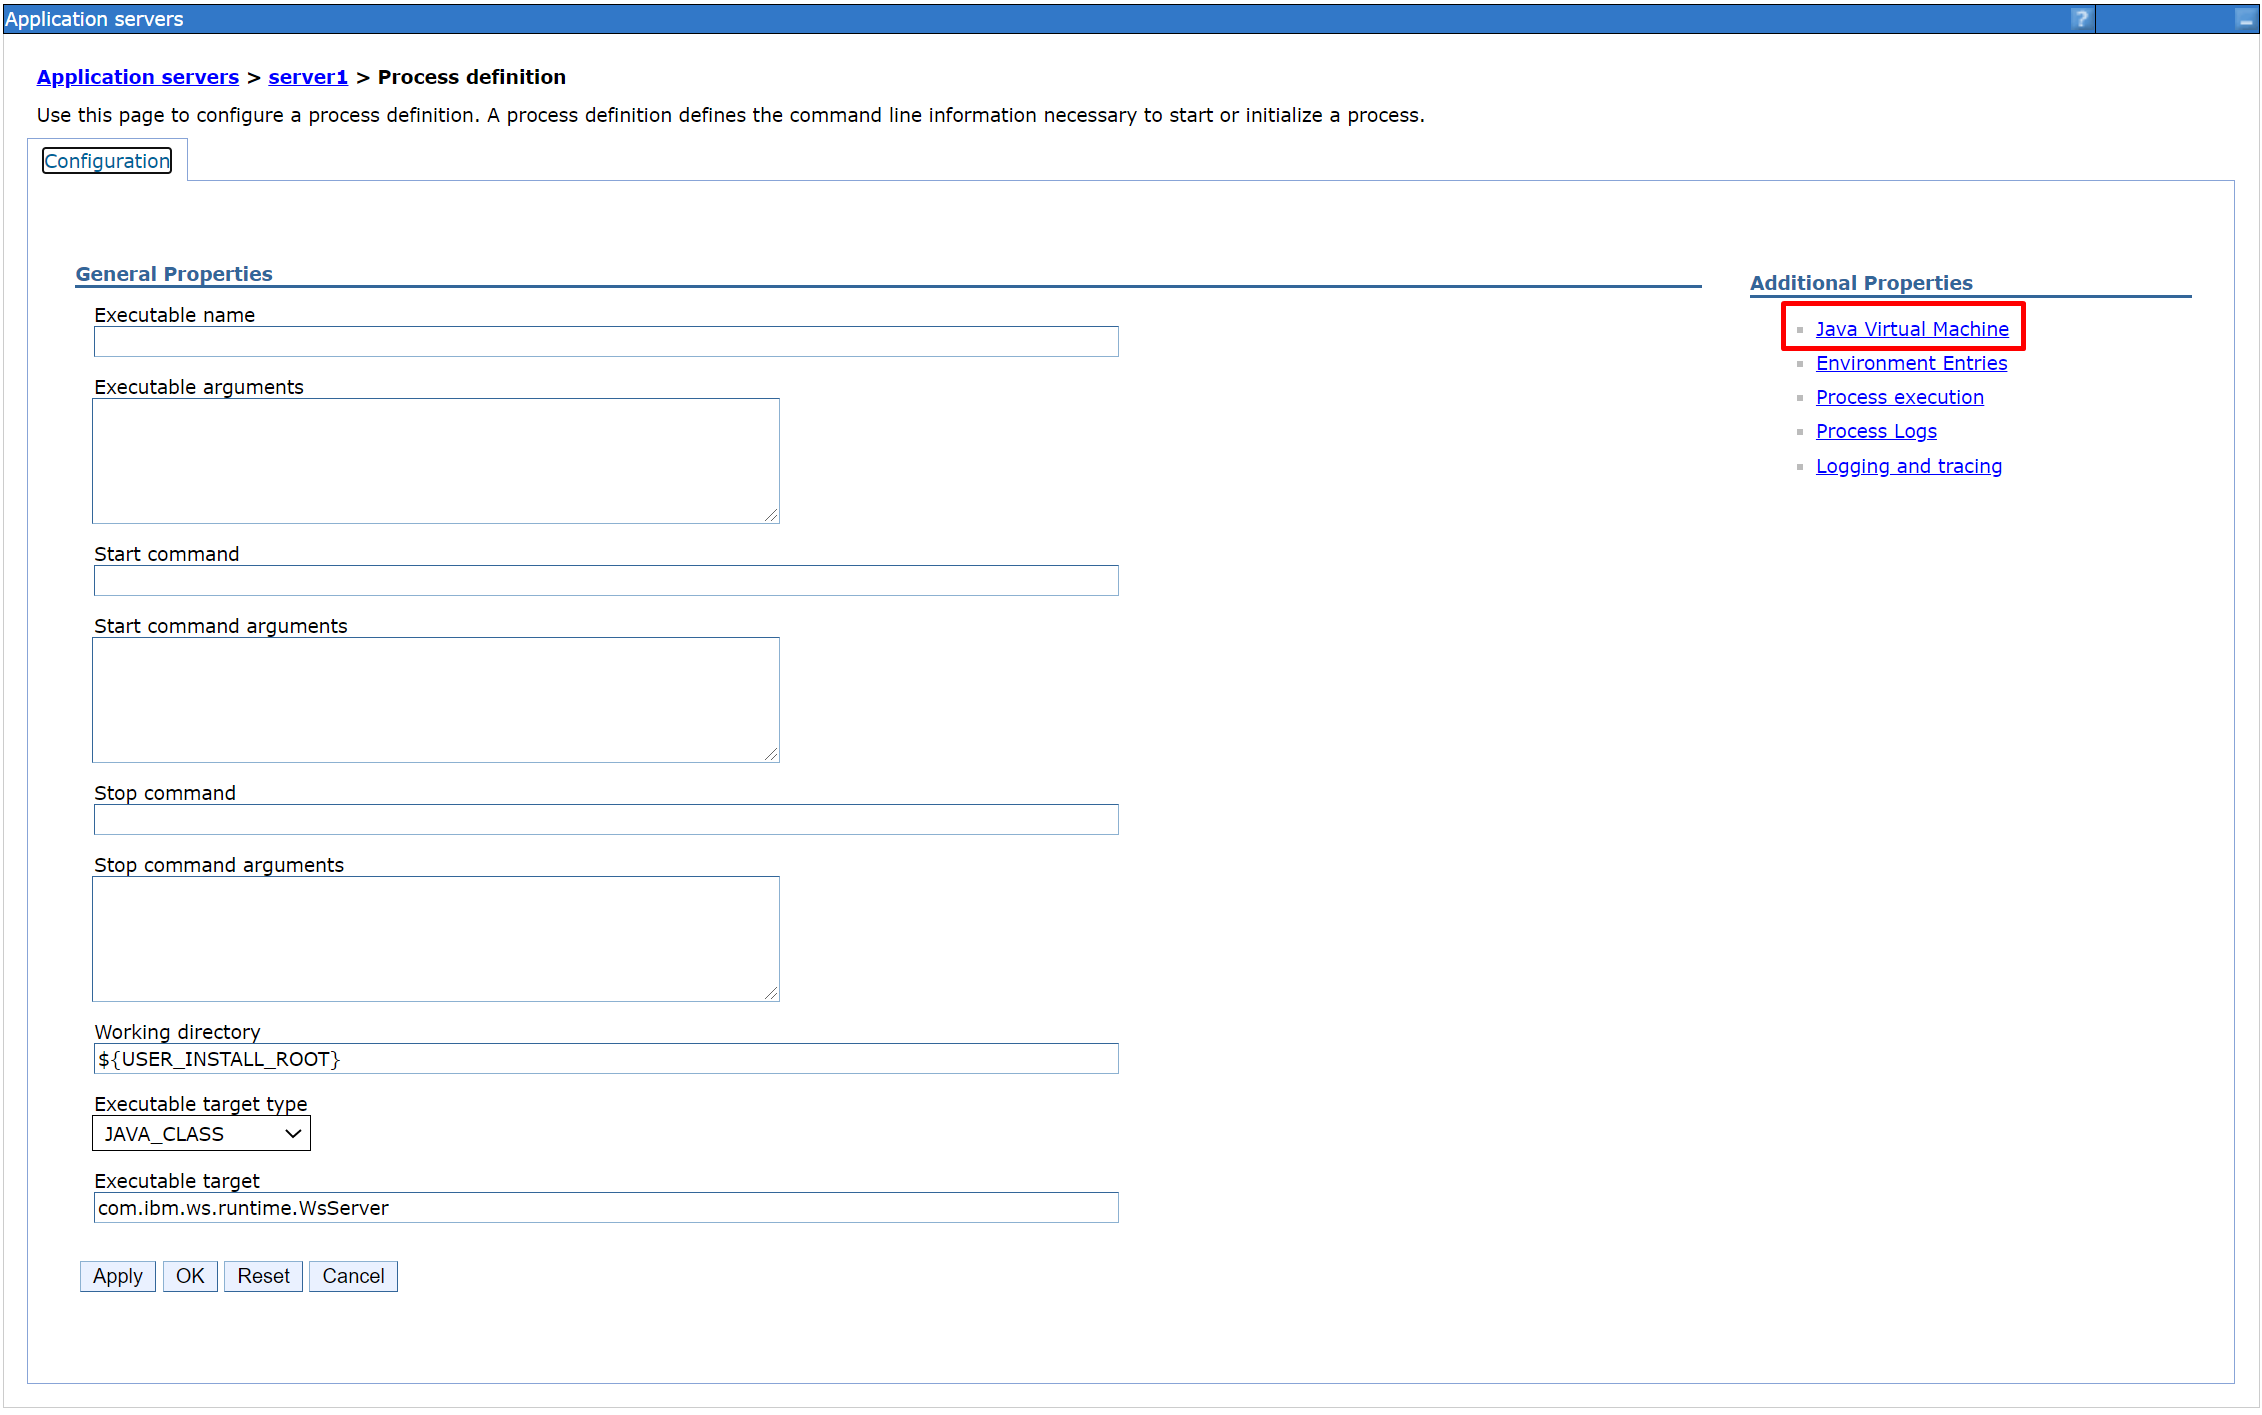 Application servers
?
Application servers > server1 > Process definition
Use this page to configure a process definition. A process definition defines the command line information necessary to start or initialize a process.
Configuration
General Properties
Executable name
Executable arguments
Start command
Start command arguments
Stop command
Stop command arguments
Working directory
${USER_INSTALL_ROOT}
Executable target type
JAVA_CLASS
Executable target
com.ibm.ws.runtime.WsServer
Apply OK Reset Cancel
Additional Properties
Java Virtual Machine
Environment Entries
Process execution
Process Logs
Logging and tracing